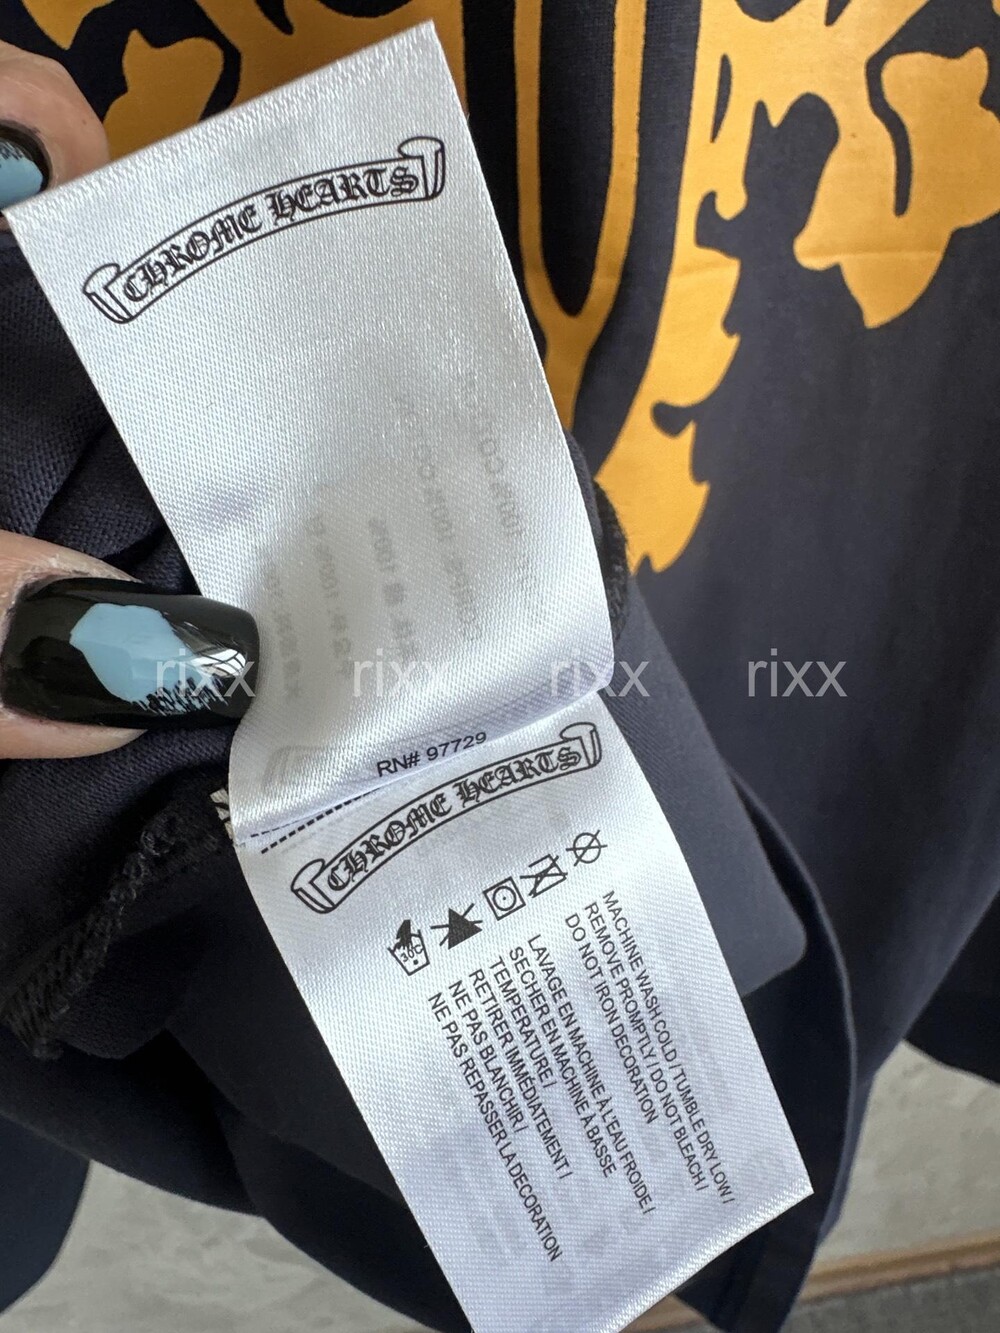 CHROME HEARTS
rixx rixx rixx rixx
RN# 97729
CHROME HEARTS
30C
MACHINE WASH COLD / TUMBLE DRY LOW /
REMOVE PROMPTLY / DO NOT BLEACH /
DO NOT IRON DECORATION
LAVAGE EN MACHINE À L'EAU FROIDE /
SECHER EN MACHINE À BASSE
TEMPERATURE /
RETIRER IMMÉDIATEMENT /
NE PAS BLANCHIR /
NE PAS REPASSER LA DECORATION